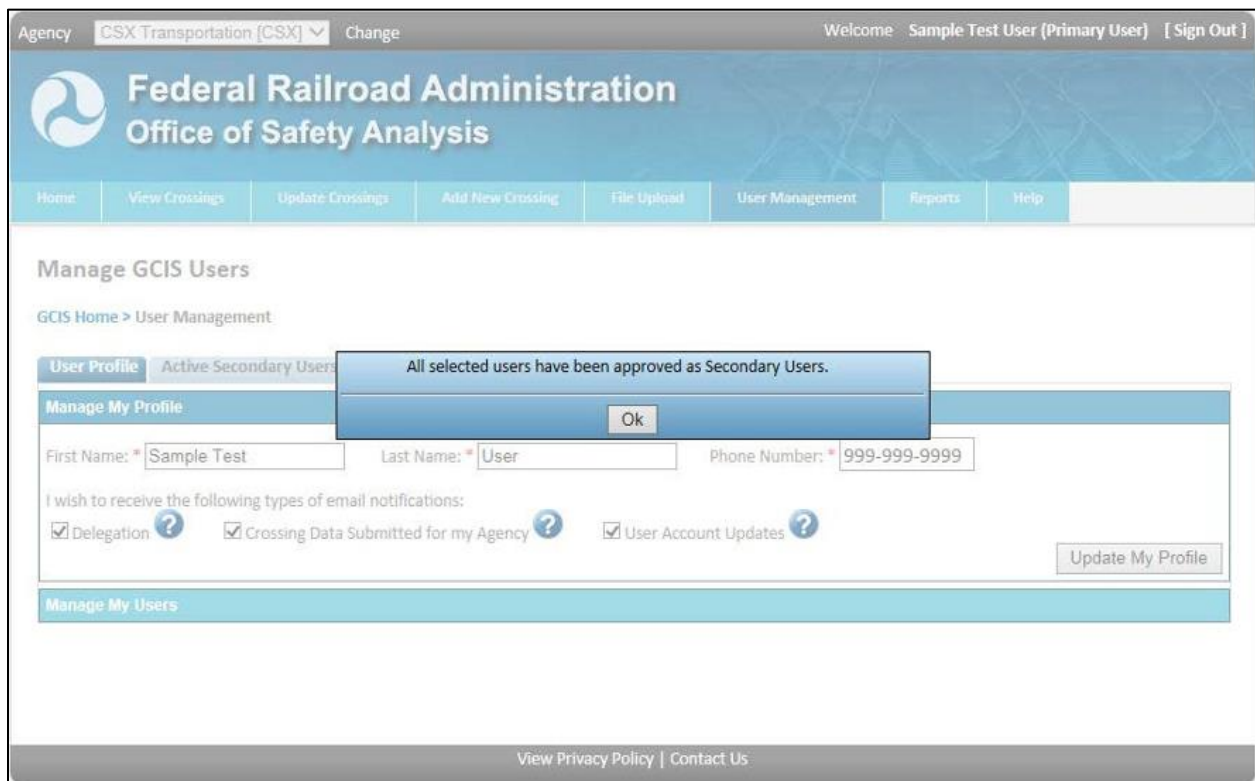 Agency CSX Transportation [CSX] Change Welcome Sample Test User (Primary User) [ Sign Out ]
Federal Railroad Administration
Office of Safety Analysis
Home View Crossings Update Crossings Add New Crossing File Upload User Management Reports Help
Manage GCIS Users
GCIS Home > User Management
User Profile Active Secondary Users
All selected users have been approved as Secondary Users.
Ok
Manage My Profile
First Name: * Sample Test Last Name: * User Phone Number: * 999-999-9999
I wish to receive the following types of email notifications:
Delegation ? Crossing Data Submitted for my Agency ? User Account Updates ?
Update My Profile
Manage My Users
View Privacy Policy | Contact Us